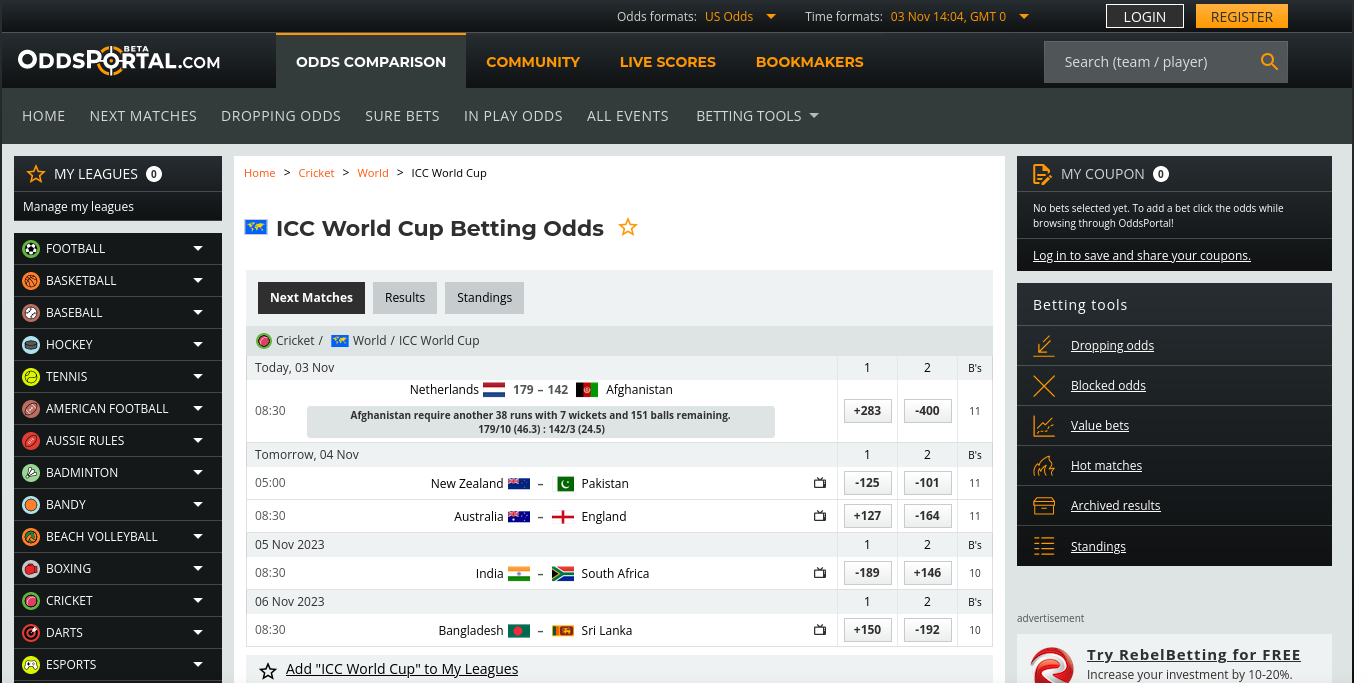 Odds formats: US Odds Time formats: 03 Nov 14:04, GMT 0 LOGIN REGISTER
BETA
ODDSPORTAL.COM ODDS COMPARISON COMMUNITY LIVE SCORES BOOKMAKERS Search (team / player)
HOME NEXT MATCHES DROPPING ODDS SURE BETS IN PLAY ODDS ALL EVENTS BETTING TOOLS
MY LEAGUES 0
Manage my leagues
FOOTBALL
BASKETBALL
BASEBALL
HOCKEY
TENNIS
AMERICAN FOOTBALL
AUSSIE RULES
BADMINTON
BANDY
BEACH VOLLEYBALL
BOXING
CRICKET
DARTS
ESPORTS
Home > Cricket > World > ICC World Cup
ICC World Cup Betting Odds
Next Matches Results Standings
Cricket / World / ICC World Cup
Today, 03 Nov 1 2 B's
Netherlands 179 – 142 Afghanistan
08:30 +283 -400 11
Afghanistan require another 38 runs with 7 wickets and 151 balls remaining.
179/10 (46.3) : 142/3 (24.5)
Tomorrow, 04 Nov 1 2 B's
05:00 New Zealand – Pakistan -125 -101 11
08:30 Australia – England +127 -164 11
05 Nov 2023 1 2 B's
08:30 India – South Africa -189 +146 10
06 Nov 2023 1 2 B's
08:30 Bangladesh – Sri Lanka +150 -192 10
Add "ICC World Cup" to My Leagues
MY COUPON 0
No bets selected yet. To add a bet click the odds while
browsing through OddsPortal!
Log in to save and share your coupons.
Betting tools
Dropping odds
Blocked odds
Value bets
Hot matches
Archived results
Standings
advertisement
Try RebelBetting for FREE
Increase your investment by 10-20%.